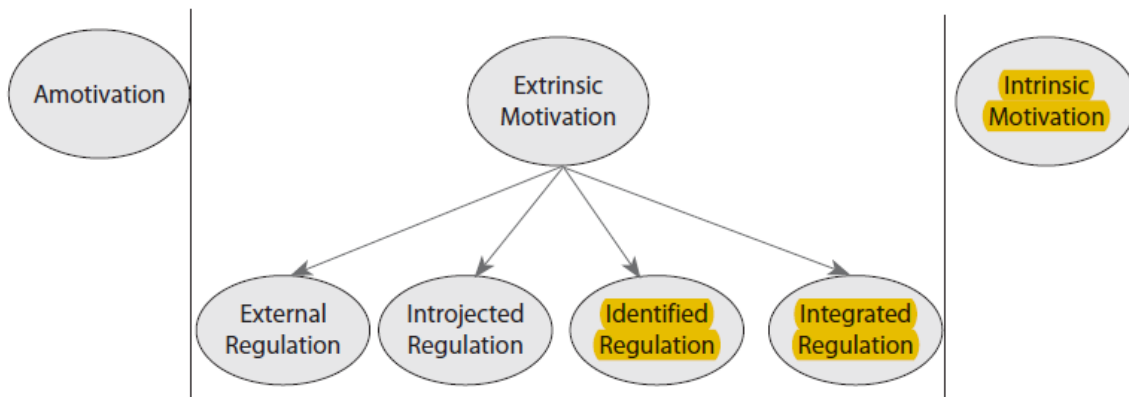 Amotivation
Extrinsic
Motivation
Intrinsic
Motivation
External
Regulation
Introjected
Regulation
Identified
Regulation
Integrated
Regulation